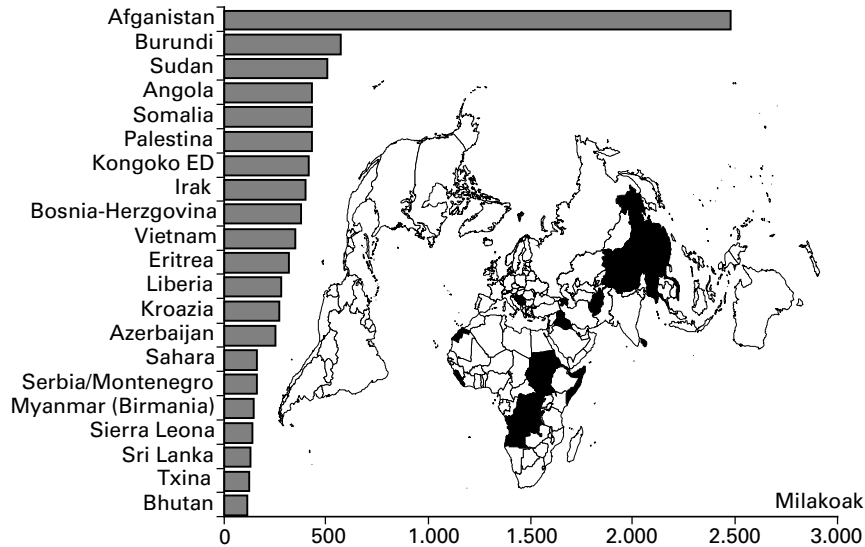 Afganistan
Burundi
Sudan
Angola
Somalia
Palestina
Kongoko ED
Irak
Bosnia-Herzgovina
Vietnam
Eritrea
Liberia
Kroazia
Azerbaijan
Sahara
Serbia/Montenegro
Myanmar (Birmania)
Sierra Leona
Sri Lanka
Txina
Bhutan
Milakoak
0 500 1.000 1.500 2.000 2.500 3.000